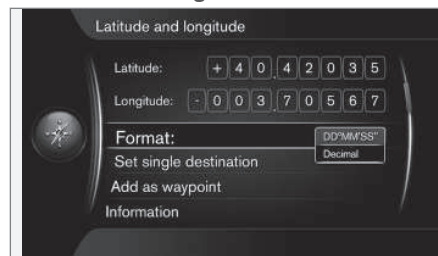 Latitude and longitude
Latitude: +40.42035
Longitude: -003.70567
Format: DD°MM'SS"
Decimal
Set single destination
Add as waypoint
Information